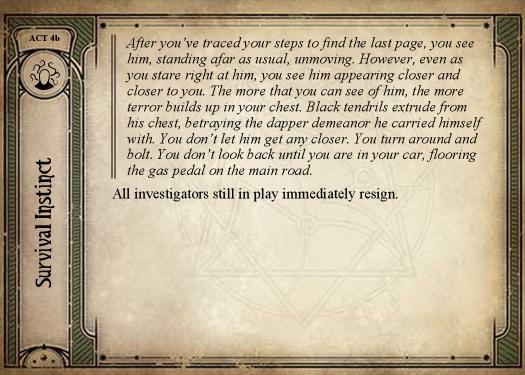 ACT 4b
Survival Instinct
After you've traced your steps to find the last page, you see
him, standing afar as usual, unmoving. However, even as
you stare right at him, you see him appearing closer and
closer to you. The more that you can see of him, the more
terror builds up in your chest. Black tendrils extrude from
his chest, betraying the dapper demeanor he carried himself
with. You don't let him get any closer. You turn around and
bolt. You don't look back until you are in your car, flooring
the gas pedal on the main road.
All investigators still in play immediately resign.